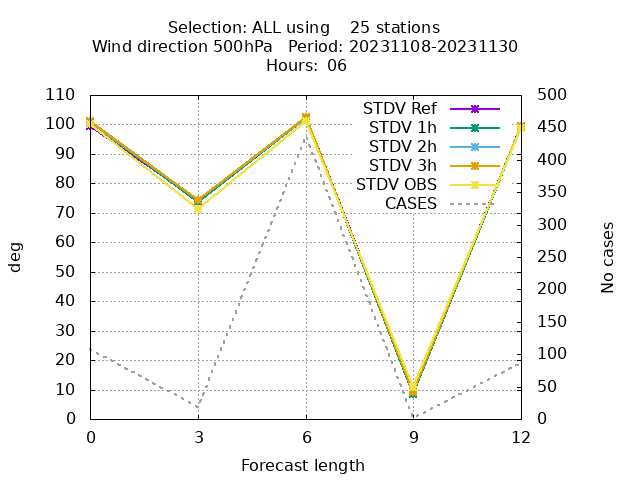 Selection: ALL using    25 stations
Wind direction 500hPa   Period: 20231108-20231130
Hours: 06
110
100
90
80
70
60
50
40
30
20
10
0
500
450
400
350
300
250
200
150
100
50
0
STDV Ref
STDV 1h
STDV 2h
STDV 3h
STDV OBS
CASES
deg
No cases
0 3 6 9 12
Forecast length